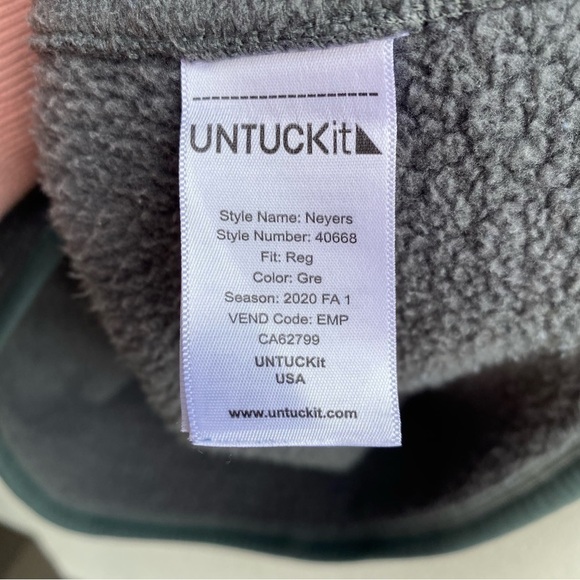 UNTUCKit
Style Name: Neyers
Style Number: 40668
Fit: Reg
Color: Gre
Season: 2020 FA 1
VEND Code: EMP
CA62799
UNTUCKit
USA
www.untuckit.com